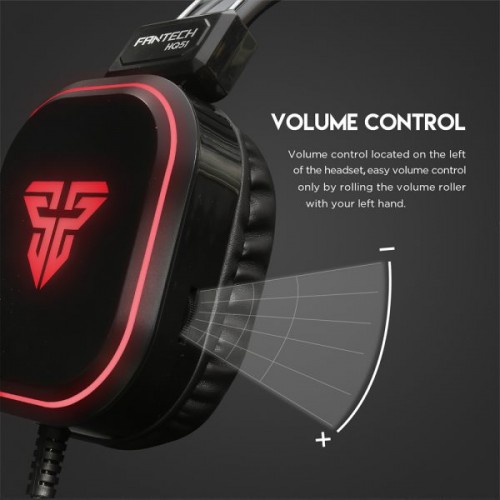 FANTECH
HQ51
VOLUME CONTROL
Volume control located on the left
of the headset, easy volume control
only by rolling the volume roller
with your left hand.
−
+